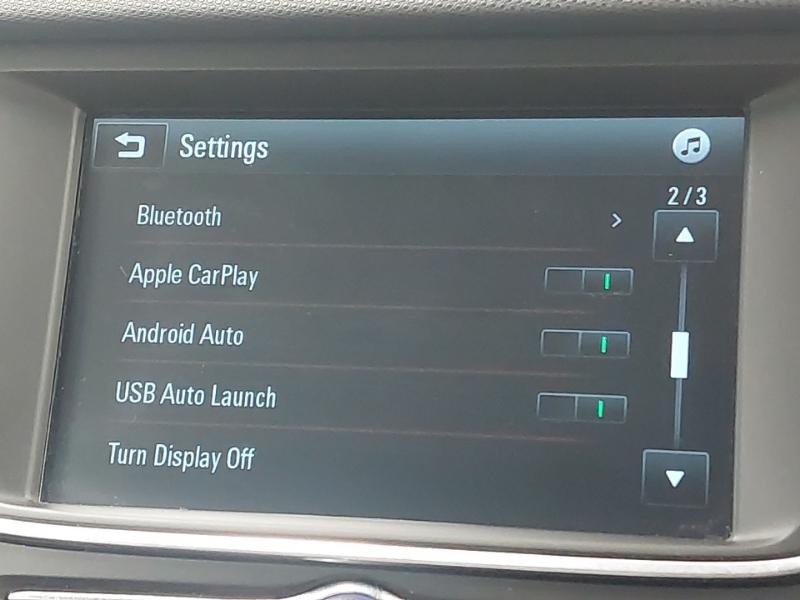 Settings
2/3
Bluetooth
Apple CarPlay
Android Auto
USB Auto Launch
Turn Display Off